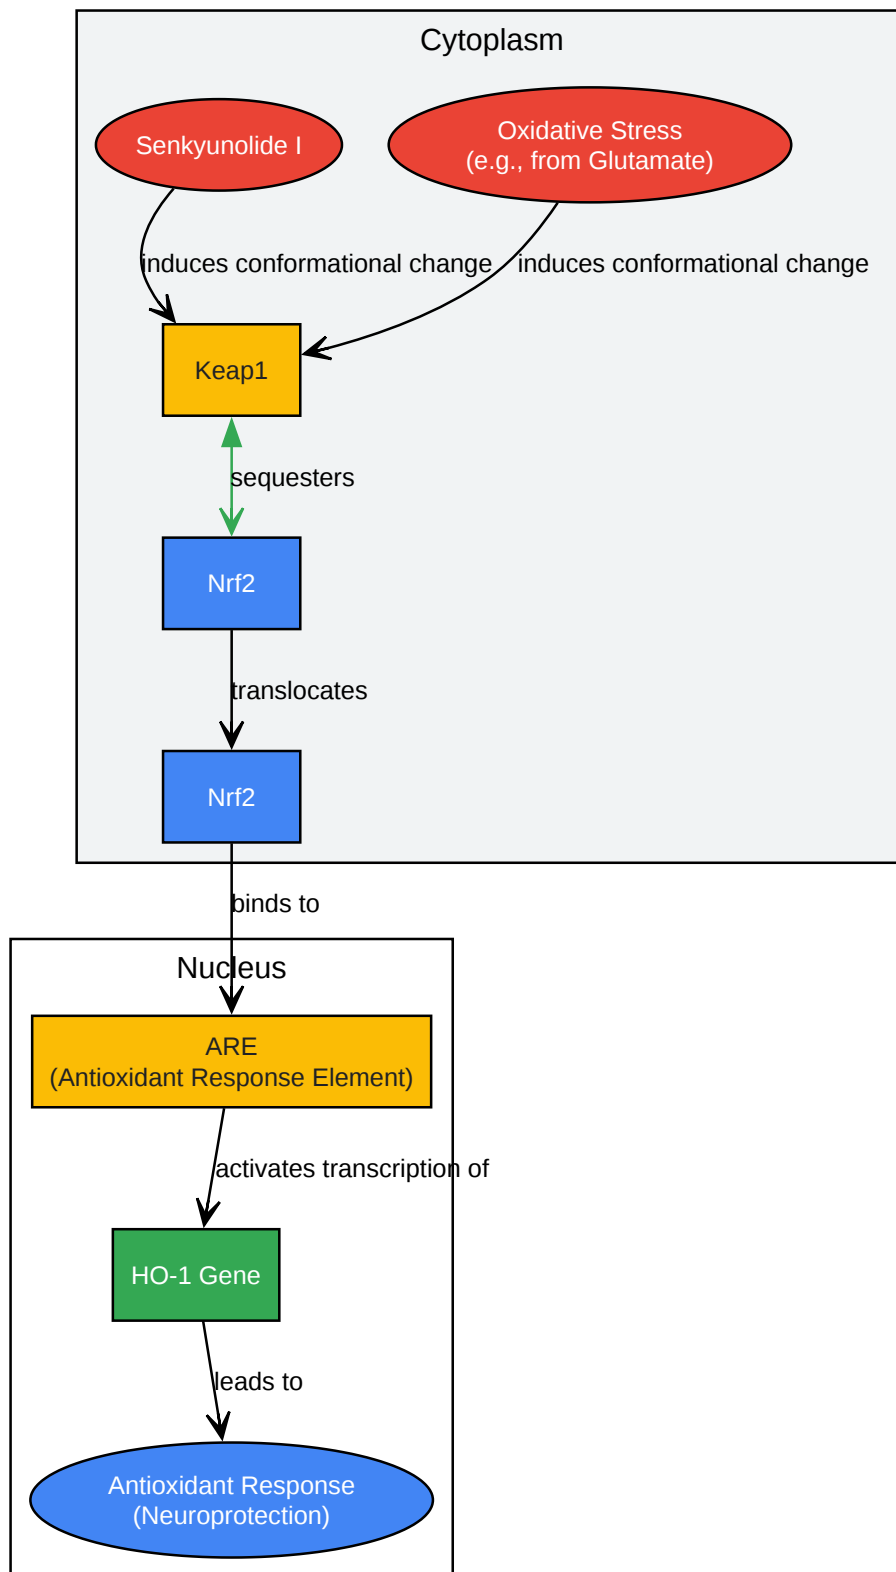 Cytoplasm
Senkyunolide I
Oxidative Stress
(e.g., from Glutamate)
induces conformational change
induces conformational change
Keap1
sequesters
Nrf2
translocates
Nrf2
binds to
Nucleus
ARE
(Antioxidant Response Element)
activates transcription of
HO-1 Gene
leads to
Antioxidant Response
(Neuroprotection)